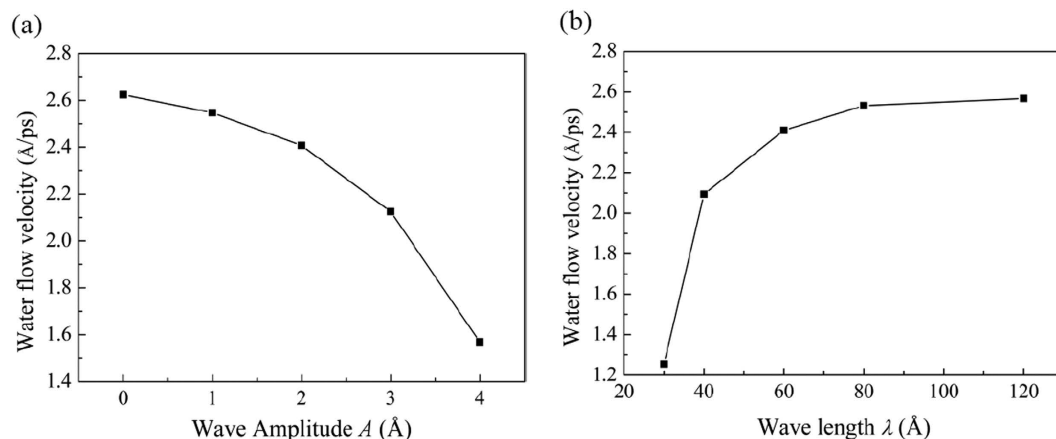 (a)
Water flow velocity (Å/ps)
2.8
2.6
2.4
2.2
2.0
1.8
1.6
1.4
0 1 2 3 4
Wave Amplitude A (Å)
(b)
Water flow velocity (Å/ps)
2.8
2.6
2.4
2.2
2.0
1.8
1.6
1.4
1.2
20 40 60 80 100 120
Wave length λ (Å)